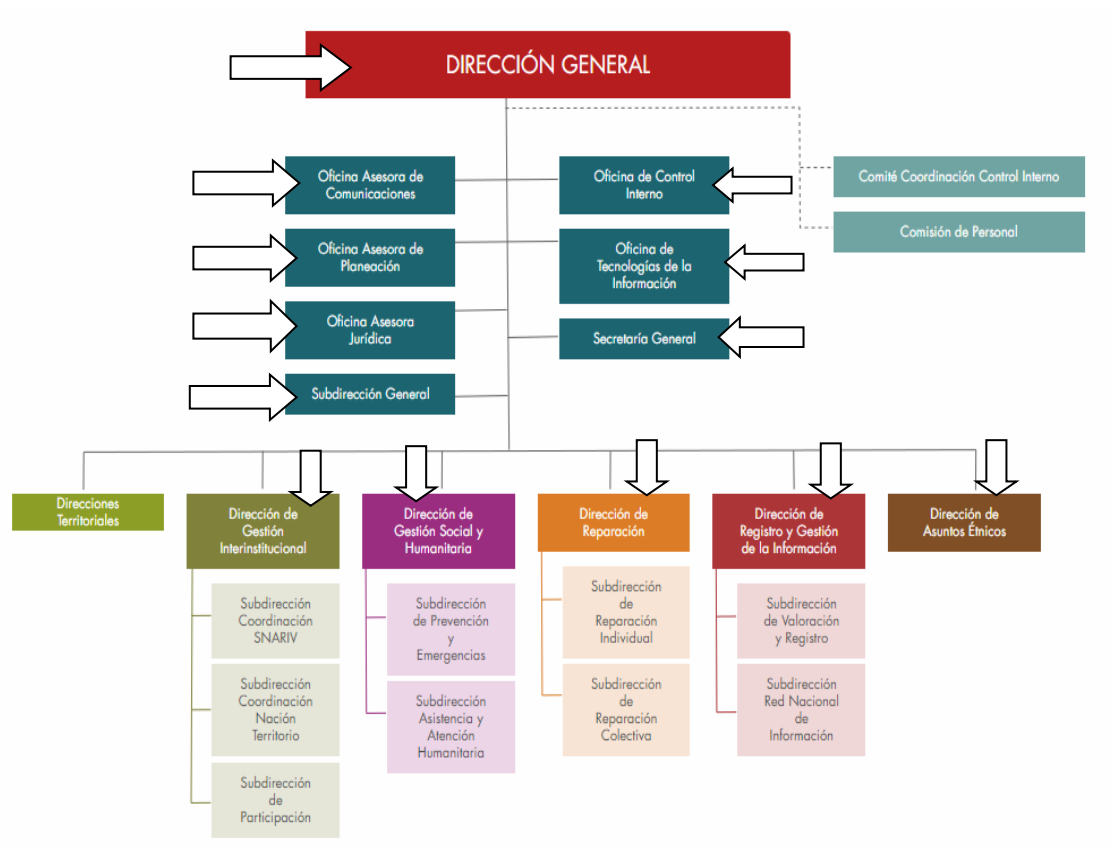 DIRECCIÓN GENERAL
Oficina Asesora de
Comunicaciones
Oficina de Control
Interno
Comité Coordinación Control Interno
Comisión de Personal
Oficina Asesora de
Planeación
Oficina de
Tecnologías de la
Información
Oficina Asesora
Jurídica
Secretaría General
Subdirección General
Direcciones
Territoriales
Dirección de
Gestión
Interinstitucional
Subdirección
Coordinación
SNARIV
Subdirección
Coordinación
Nación
Territorio
Subdirección
de
Participación
Dirección de
Gestión Social y
Humanitaria
Subdirección
de Prevención
y
Emergencias
Subdirección
Asistencia y
Atención
Humanitaria
Dirección de
Reparación
Subdirección
de
Reparación
Individual
Subdirección
de
Reparación
Colectiva
Dirección de
Registro y Gestión
de la Información
Subdirección
de Valoración
y Registro
Subdirección
Red Nacional
de
Información
Dirección de
Asuntos Étnicos